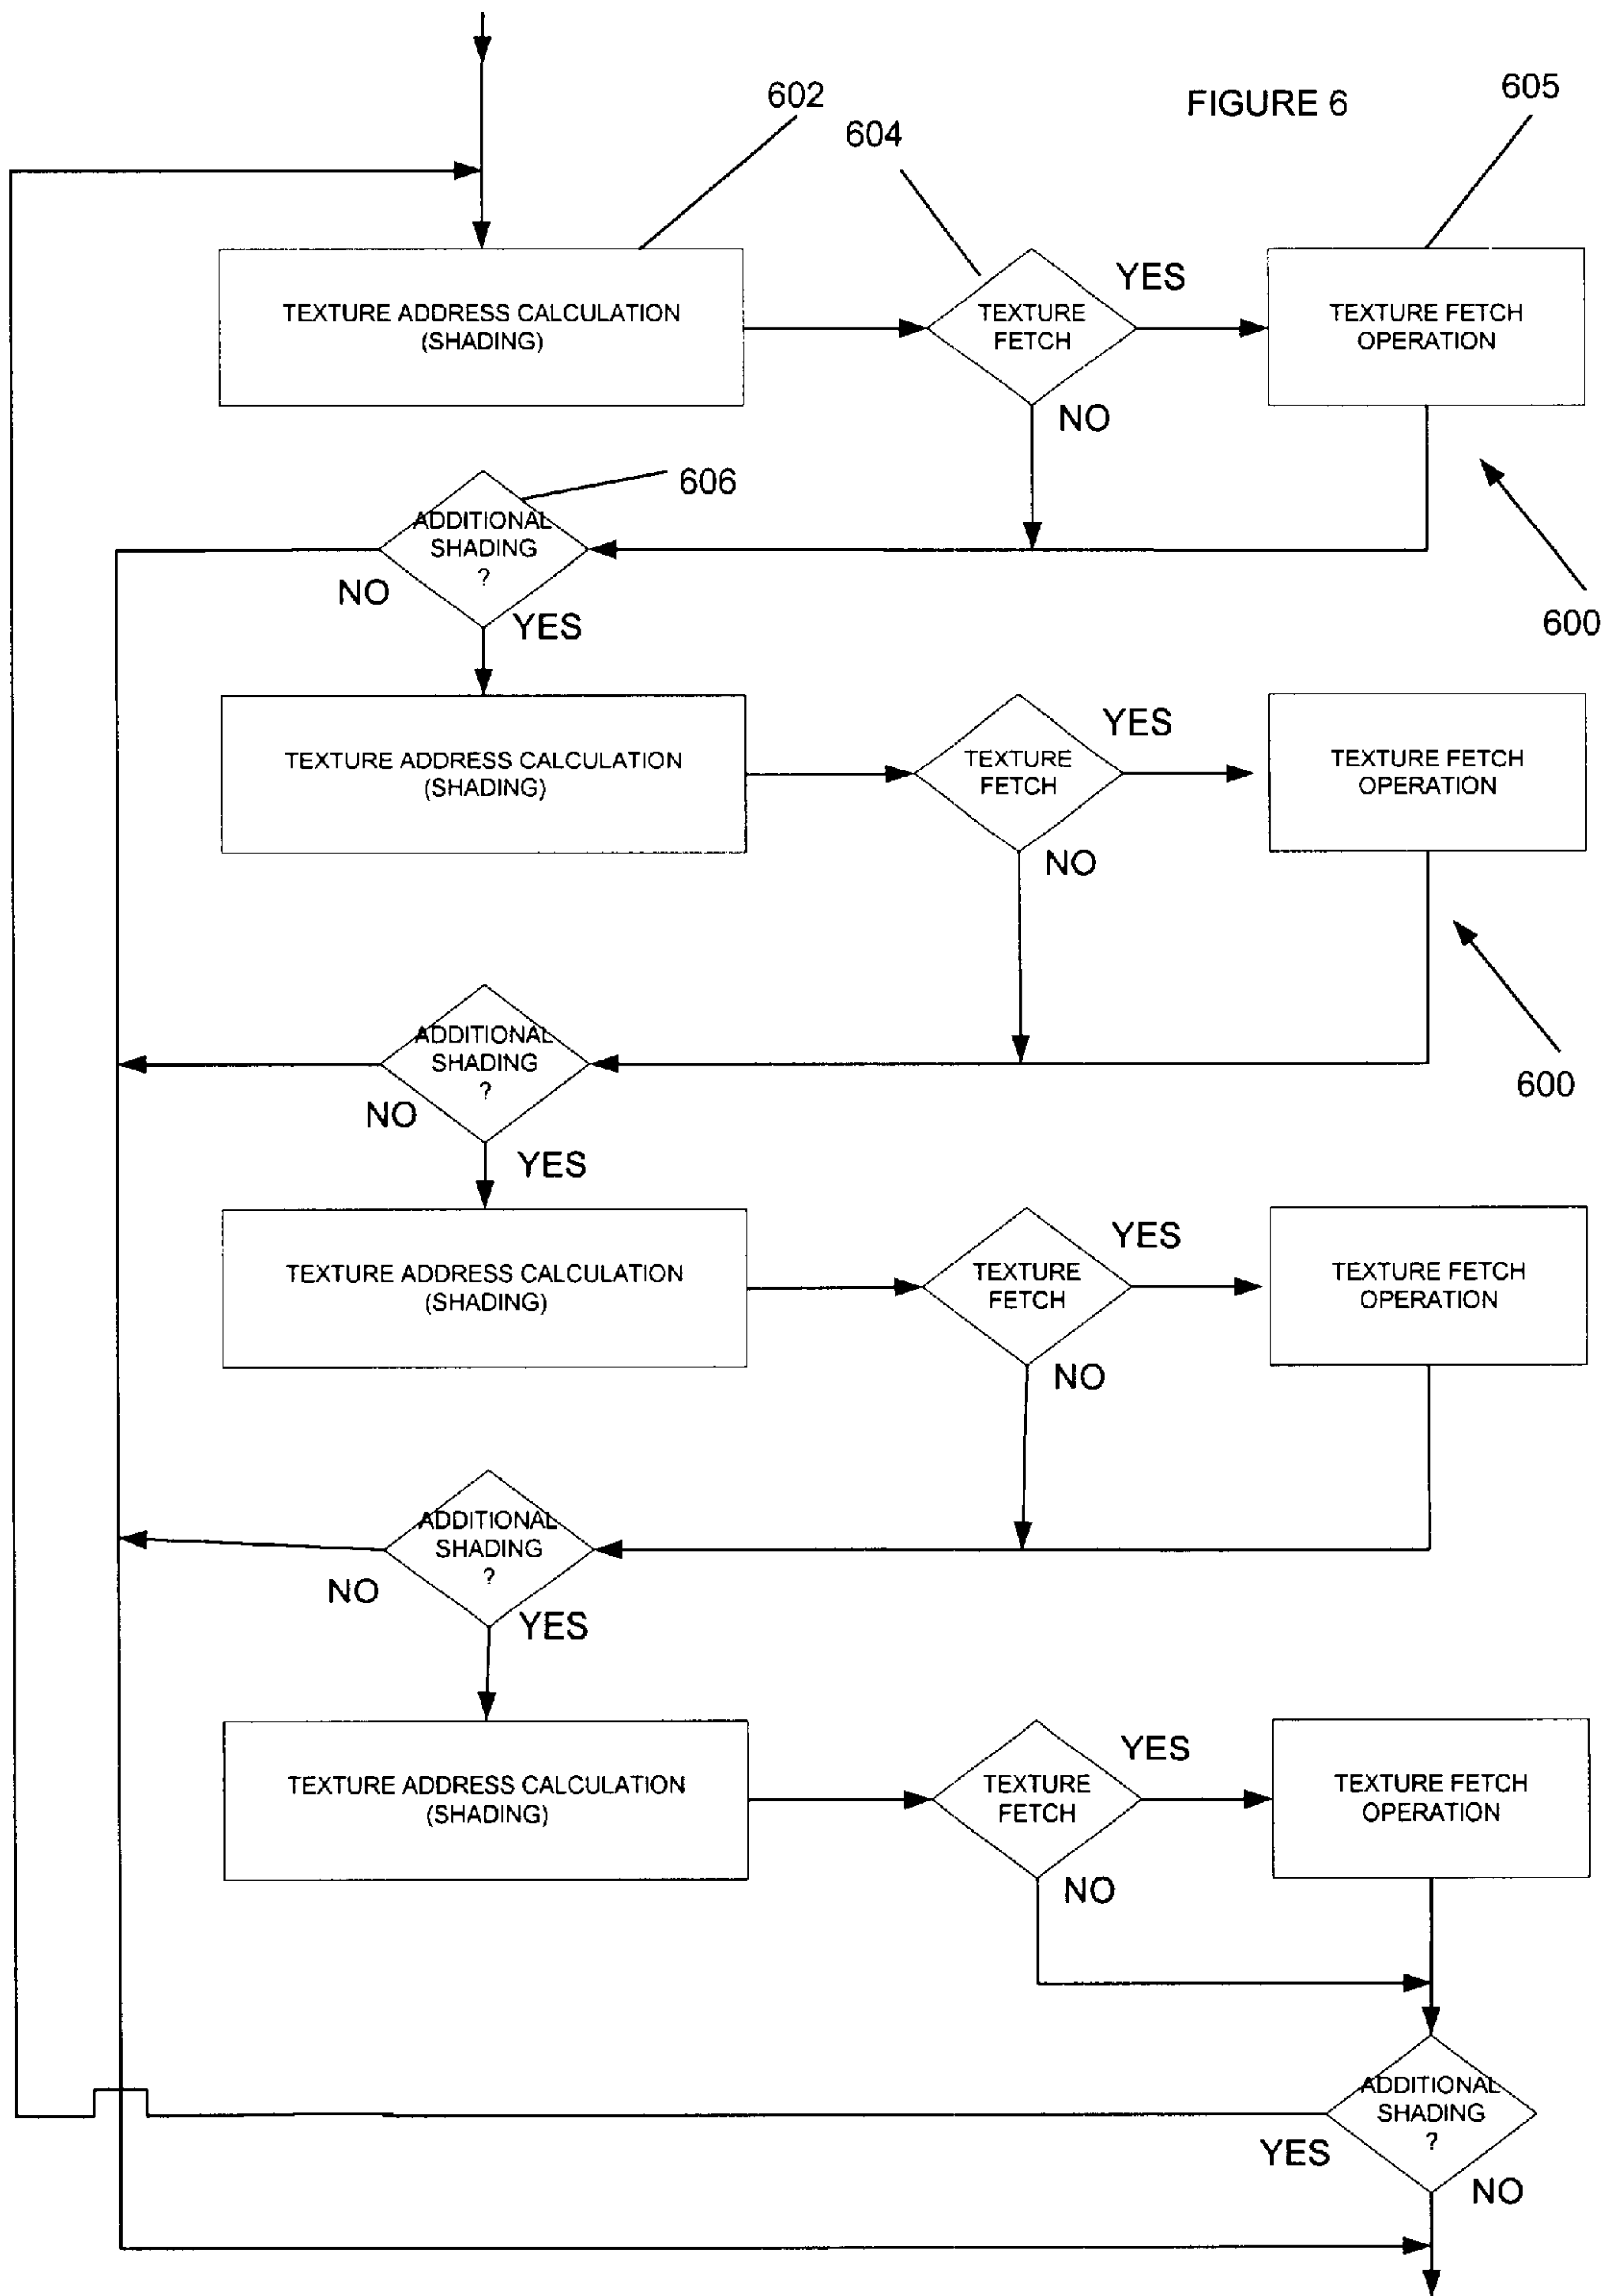 602
604
FIGURE 6
605
TEXTURE ADDRESS CALCULATION
(SHADING)
TEXTURE
FETCH
YES
NO
TEXTURE FETCH
OPERATION
600
606
ADDITIONAL
SHADING
?
NO
YES
TEXTURE ADDRESS CALCULATION
(SHADING)
TEXTURE
FETCH
YES
NO
TEXTURE FETCH
OPERATION
600
ADDITIONAL
SHADING
?
NO
YES
TEXTURE ADDRESS CALCULATION
(SHADING)
TEXTURE
FETCH
YES
NO
TEXTURE FETCH
OPERATION
ADDITIONAL
SHADING
?
NO
YES
TEXTURE ADDRESS CALCULATION
(SHADING)
TEXTURE
FETCH
YES
NO
TEXTURE FETCH
OPERATION
ADDITIONAL
SHADING
?
YES
NO